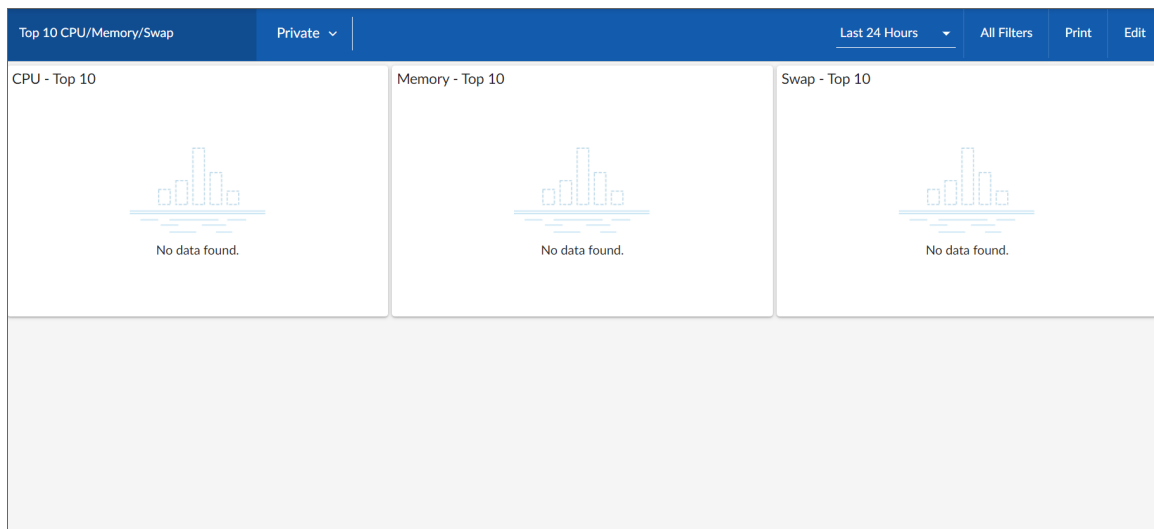 Top 10 CPU/Memory/Swap
Private
Last 24 Hours
All Filters
Print
Edit
CPU - Top 10
Memory - Top 10
Swap - Top 10
No data found.
No data found.
No data found.